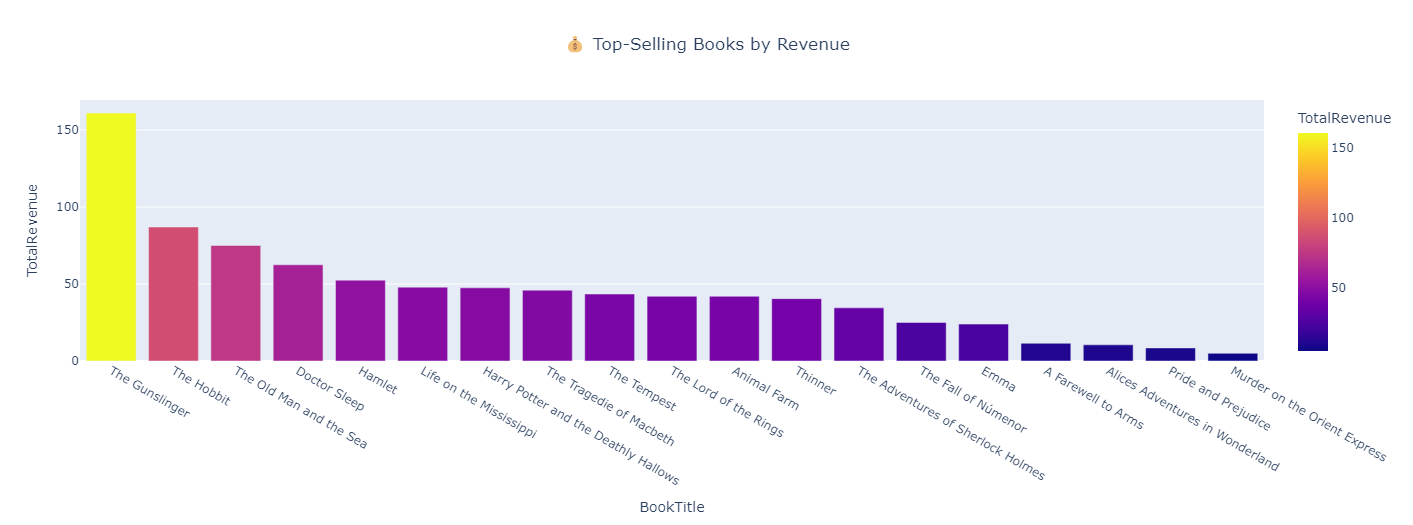 💰 Top-Selling Books by Revenue
TotalRevenue
150
100
50
0
The Gunslinger
The Hobbit
The Old Man and the Sea
Doctor Sleep
Hamlet
Life on the Mississippi
Harry Potter and the Deathly Hallows
The Tragedie of Macbeth
The Tempest
The Lord of the Rings
Animal Farm
Thinner
The Adventures of Sherlock Holmes
The Fall of Númenor
Emma
A Farewell to Arms
Alices Adventures in Wonderland
Pride and Prejudice
Murder on the Orient Express
BookTitle
TotalRevenue
150
100
50